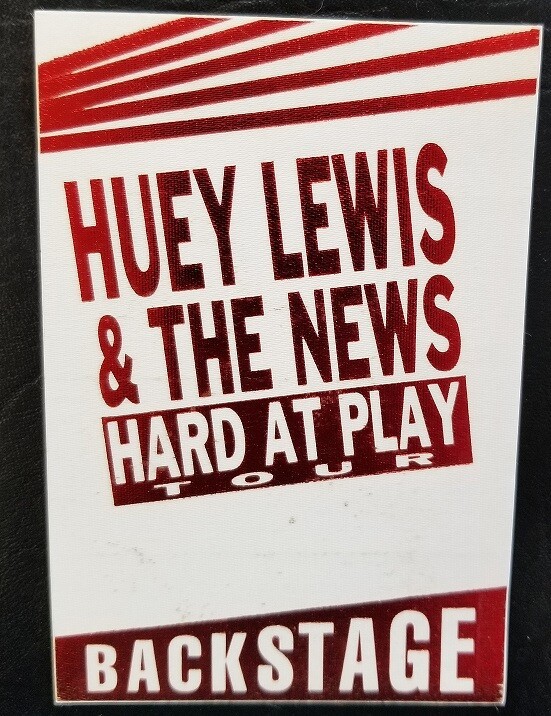 HUEY LEWIS
& THE NEWS
HARD AT PLAY
TOUR
BACKSTAGE